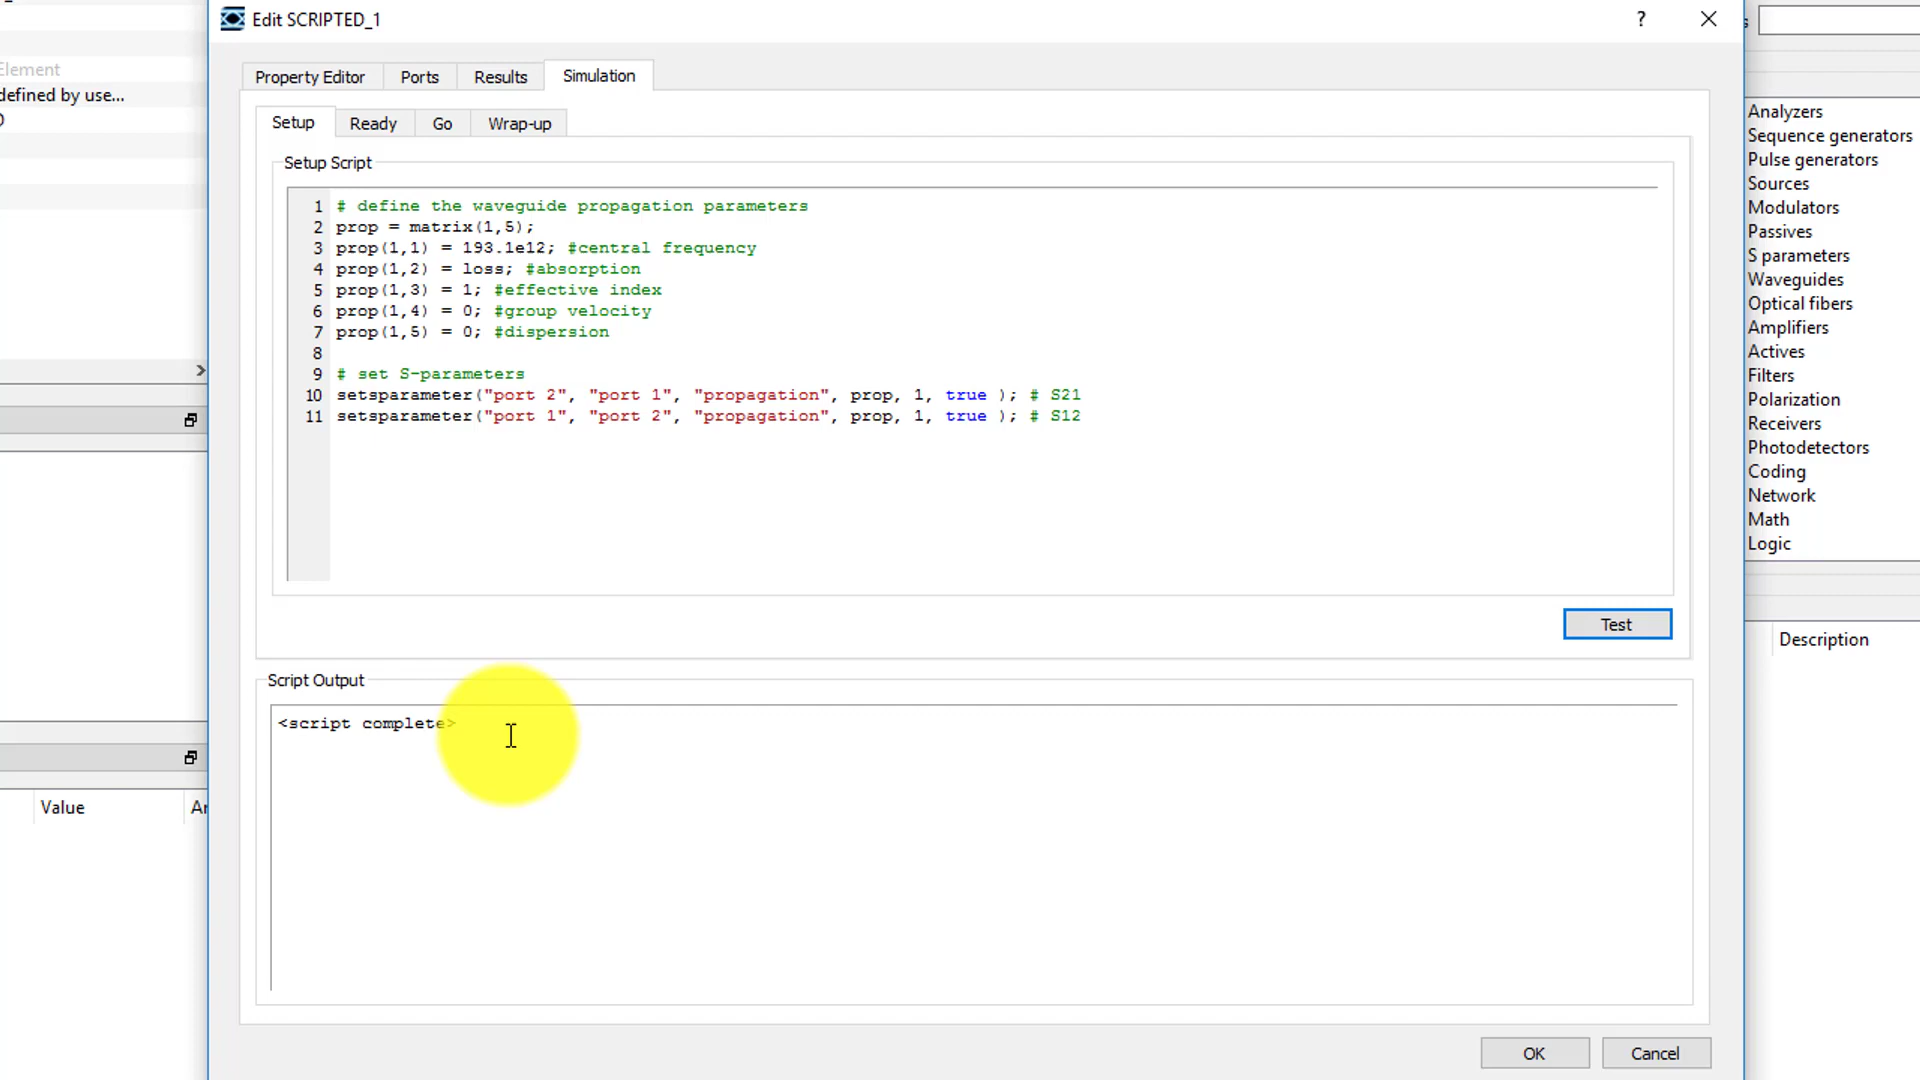 Edit SCRIPTED_1
?
Element
defined by use...
Property Editor
Ports
Results
Simulation
Setup
Ready
Go
Wrap-up
Setup Script
1 # define the waveguide propagation parameters
2 prop = matrix(1,5);
3 prop(1,1) = 193.1e12; #central frequency
4 prop(1,2) = loss; #absorption
5 prop(1,3) = 1; #effective index
6 prop(1,4) = 0; #group velocity
7 prop(1,5) = 0; #dispersion
8
9 # set S-parameters
10 setsparameter("port 2", "port 1", "propagation", prop, 1, true ); # S21
11 setsparameter("port 1", "port 2", "propagation", prop, 1, true ); # S12
Test
Script Output
<script complete>
OK
Cancel
Value
Analyzers
Sequence generators
Pulse generators
Sources
Modulators
Passives
S parameters
Waveguides
Optical fibers
Amplifiers
Actives
Filters
Polarization
Receivers
Photodetectors
Coding
Network
Math
Logic
Description